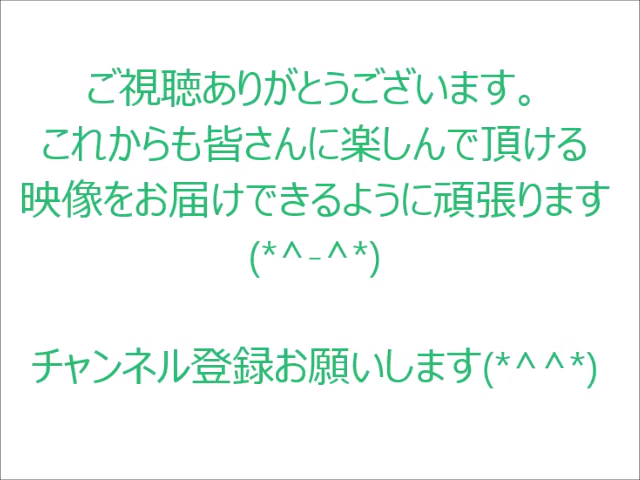 ご視聴ありがとうございます。
これからも皆さんに楽しんで頂ける
映像をお届けできるように頑張ります
(*^-^*)
チャンネル登録お願いします(*^^*)